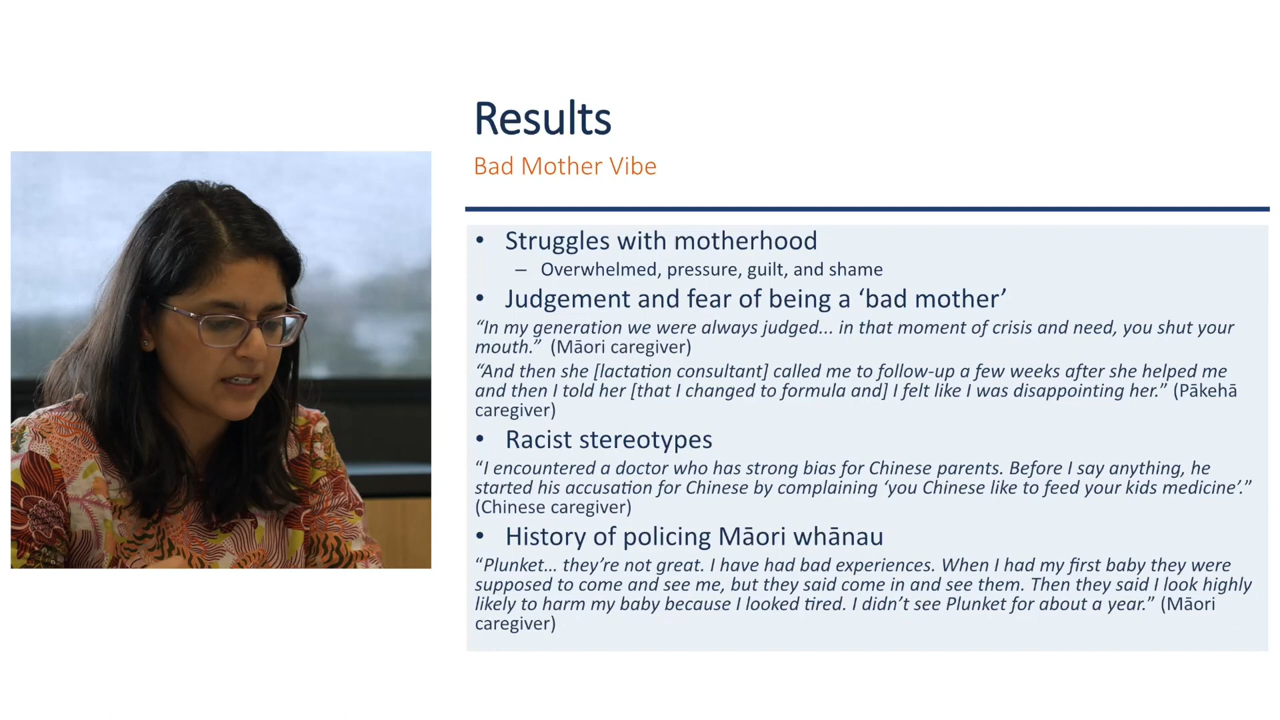 Results
Bad Mother Vibe
• Struggles with motherhood
– Overwhelmed, pressure, guilt, and shame
• Judgement and fear of being a ‘bad mother’
“In my generation we were always judged... in that moment of crisis and need, you shut your
mouth.” (Māori caregiver)
“And then she [lactation consultant] called me to follow-up a few weeks after she helped me
and then I told her [that I changed to formula and] I felt like I was disappointing her.” (Pākehā
caregiver)
• Racist stereotypes
“I encountered a doctor who has strong bias for Chinese parents. Before I say anything, he
started his accusation for Chinese by complaining ‘you Chinese like to feed your kids medicine’.”
(Chinese caregiver)
• History of policing Māori whānau
“Plunket… they’re not great. I have had bad experiences. When I had my first baby they were
supposed to come and see me, but they said come in and see them. Then they said I look highly
likely to harm my baby because I looked tired. I didn’t see Plunket for about a year.” (Māori
caregiver)